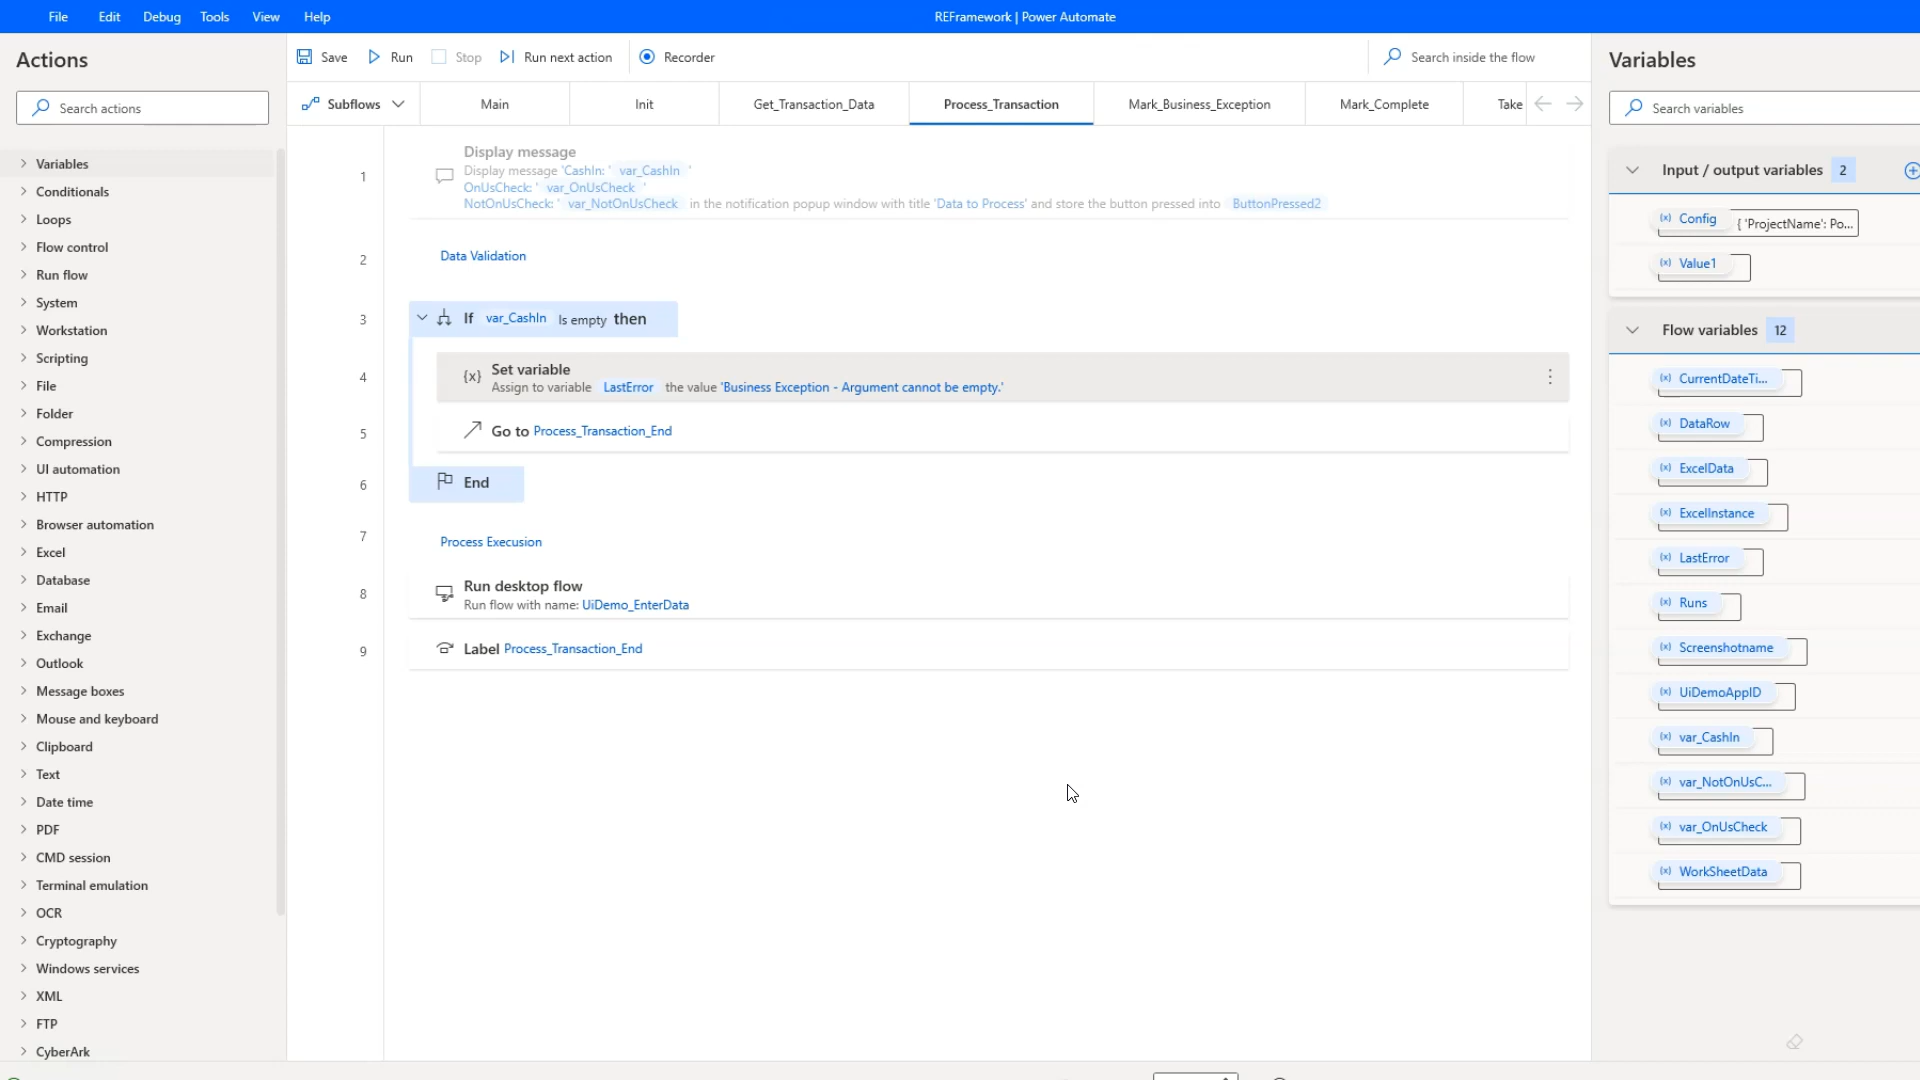 File Edit Debug Tools View Help
REFramework | Power Automate
Actions
Search actions
Variables
Conditionals
Loops
Flow control
Run flow
System
Workstation
Scripting
File
Folder
Compression
UI automation
HTTP
Browser automation
Excel
Database
Email
Exchange
Outlook
Message boxes
Mouse and keyboard
Clipboard
Text
Date time
PDF
CMD session
Terminal emulation
OCR
Cryptography
Windows services
XML
FTP
CyberArk
Save Run Stop Run next action Recorder
Search inside the flow
Subflows Main Init Get_Transaction_Data Process_Transaction Mark_Business_Exception Mark_Complete Take
1
Display message
Display message 'CashIn: ' var_CashIn '
OnUsCheck: ' var_OnUsCheck '
NotOnUsCheck: ' var_NotOnUsCheck in the notification popup window with title 'Data to Process' and store the button pressed into ButtonPressed2
2 Data Validation
3 If var_CashIn Is empty then
4 {x} Set variable
Assign to variable LastError the value 'Business Exception - Argument cannot be empty.'
5 Go to Process_Transaction_End
6 End
7 Process Execution
8 Run desktop flow
Run flow with name: UiDemo_EnterData
9 Label Process_Transaction_End
Variables
Search variables
Input / output variables 2
(x) Config { 'ProjectName': Po...
(x) Value1
Flow variables 12
(x) CurrentDateTi...
(x) DataRow
(x) ExcelData
(x) ExcelInstance
(x) LastError
(x) Runs
(x) Screenshotname
(x) UiDemoAppID
(x) var_CashIn
(x) var_NotOnUsC...
(x) var_OnUsCheck
(x) WorkSheetData